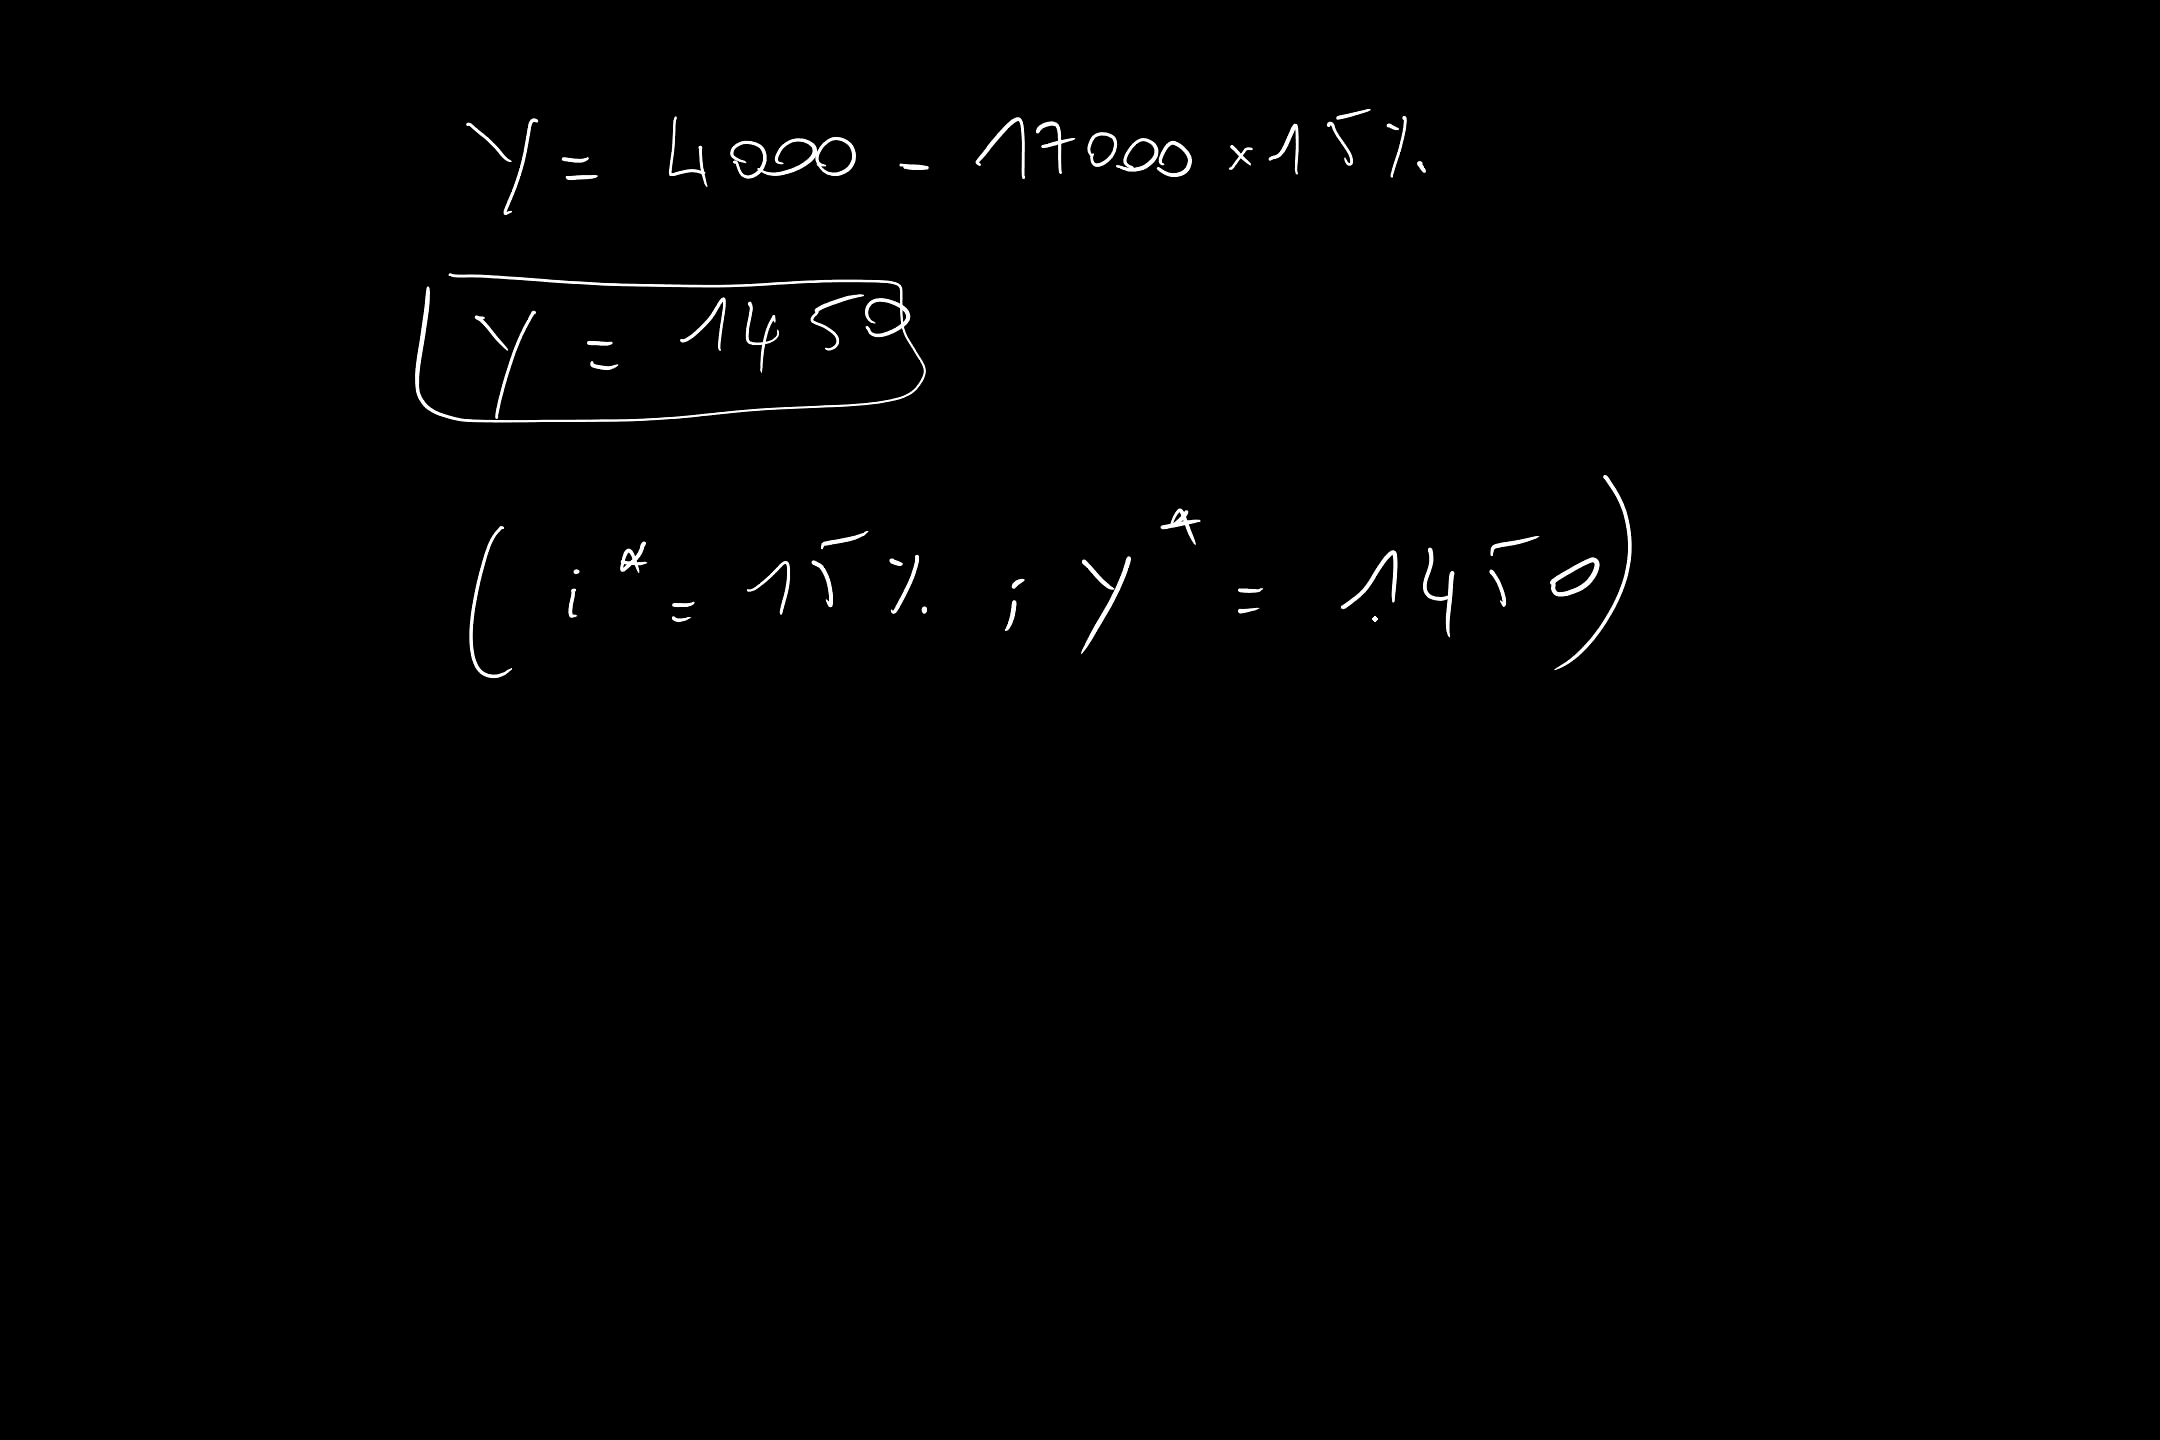 Y = 4000 - 17000 × 15%
Y = 1450
( i* = 15% ; Y* = 1450 )